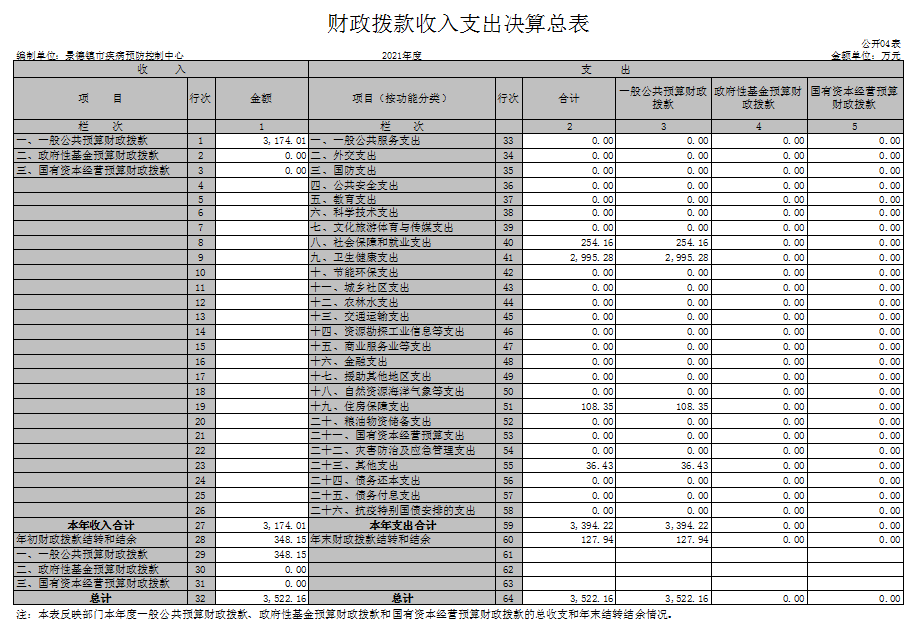 财政拨款收入支出决算总表
公开04表
编制单位：景德镇市疾病预防控制中心 2021年度 金额单位：万元
收 入 支 出
项 目 行次 金额 项目（按功能分类） 行次 合计 一般公共预算财政拨款 政府性基金预算财政拨款 国有资本经营预算财政拨款
栏 次 1 栏 次 2 3 4 5
一、一般公共预算财政拨款 1 3,174.01 一、一般公共服务支出 33 0.00 0.00 0.00 0.00
二、政府性基金预算财政拨款 2 0.00 二、外交支出 34 0.00 0.00 0.00 0.00
三、国有资本经营预算财政拨款 3 0.00 三、国防支出 35 0.00 0.00 0.00 0.00
4 四、公共安全支出 36 0.00 0.00 0.00 0.00
5 五、教育支出 37 0.00 0.00 0.00 0.00
6 六、科学技术支出 38 0.00 0.00 0.00 0.00
7 七、文化旅游体育与传媒支出 39 0.00 0.00 0.00 0.00
8 八、社会保障和就业支出 40 254.16 254.16 0.00 0.00
9 九、卫生健康支出 41 2,995.28 2,995.28 0.00 0.00
10 十、节能环保支出 42 0.00 0.00 0.00 0.00
11 十一、城乡社区支出 43 0.00 0.00 0.00 0.00
12 十二、农林水支出 44 0.00 0.00 0.00 0.00
13 十三、交通运输支出 45 0.00 0.00 0.00 0.00
14 十四、资源勘探工业信息等支出 46 0.00 0.00 0.00 0.00
15 十五、商业服务业等支出 47 0.00 0.00 0.00 0.00
16 十六、金融支出 48 0.00 0.00 0.00 0.00
17 十七、援助其他地区支出 49 0.00 0.00 0.00 0.00
18 十八、自然资源海洋气象等支出 50 0.00 0.00 0.00 0.00
19 十九、住房保障支出 51 108.35 108.35 0.00 0.00
20 二十、粮油物资储备支出 52 0.00 0.00 0.00 0.00
21 二十一、国有资本经营预算支出 53 0.00 0.00 0.00 0.00
22 二十二、灾害防治及应急管理支出 54 0.00 0.00 0.00 0.00
23 二十三、其他支出 55 36.43 36.43 0.00 0.00
24 二十四、债务还本支出 56 0.00 0.00 0.00 0.00
25 二十五、债务付息支出 57 0.00 0.00 0.00 0.00
26 二十六、抗疫特别国债安排的支出 58 0.00 0.00 0.00 0.00
本年收入合计 27 3,174.01 本年支出合计 59 3,394.22 3,394.22 0.00 0.00
年初财政拨款结转和结余 28 348.15 年末财政拨款结转和结余 60 127.94 127.94 0.00 0.00
一、一般公共预算财政拨款 29 348.15 61
二、政府性基金预算财政拨款 30 0.00 62
三、国有资本经营预算财政拨款 31 0.00 63
总计 32 3,522.16 总计 64 3,522.16 3,522.16 0.00 0.00
注：本表反映部门本年度一般公共预算财政拨款、政府性基金预算财政拨款和国有资本经营预算财政拨款的总收支和年末结转结余情况。